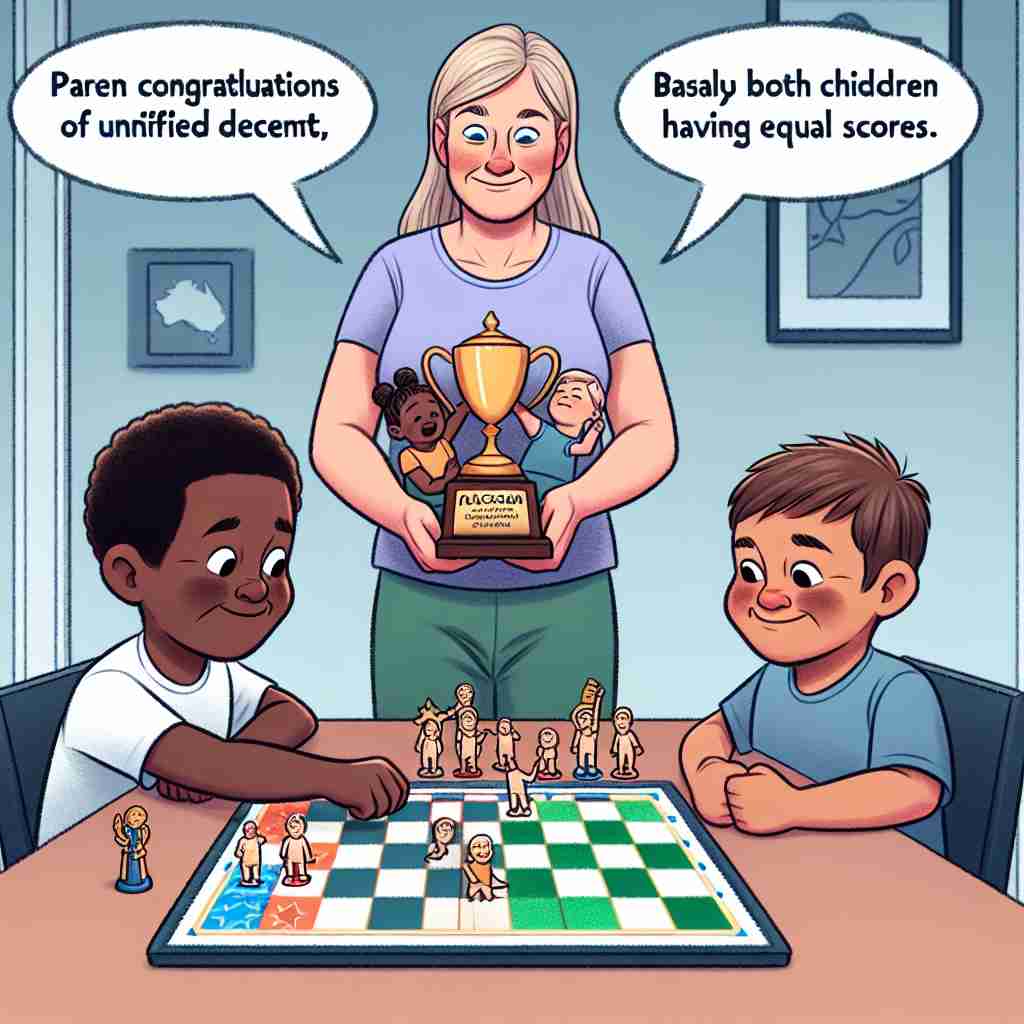 Paren congratluations
of unnified decemt,
Basaly both chiddren
having equal scores.